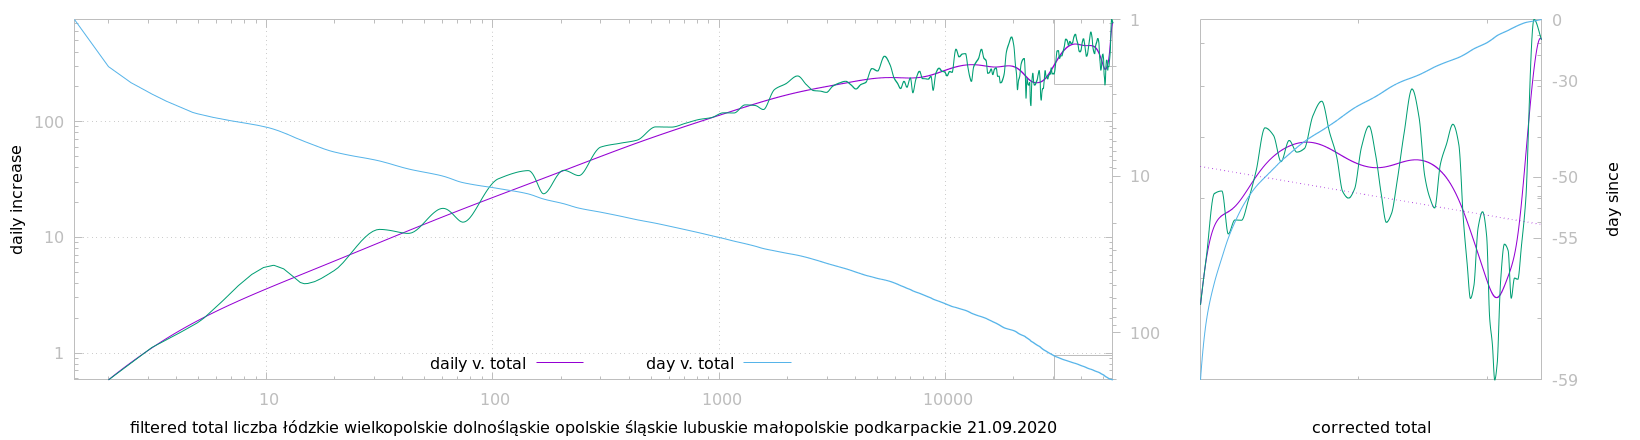 daily increase
100
10
1
10
100
1000
10000
1
10
100
daily v. total
day v. total
filtered total liczba łódzkie wielkopolskie dolnośląskie opolskie śląskie lubuskie małopolskie podkarpackie 21.09.2020
0
-30
-50
-55
-59
day since
corrected total